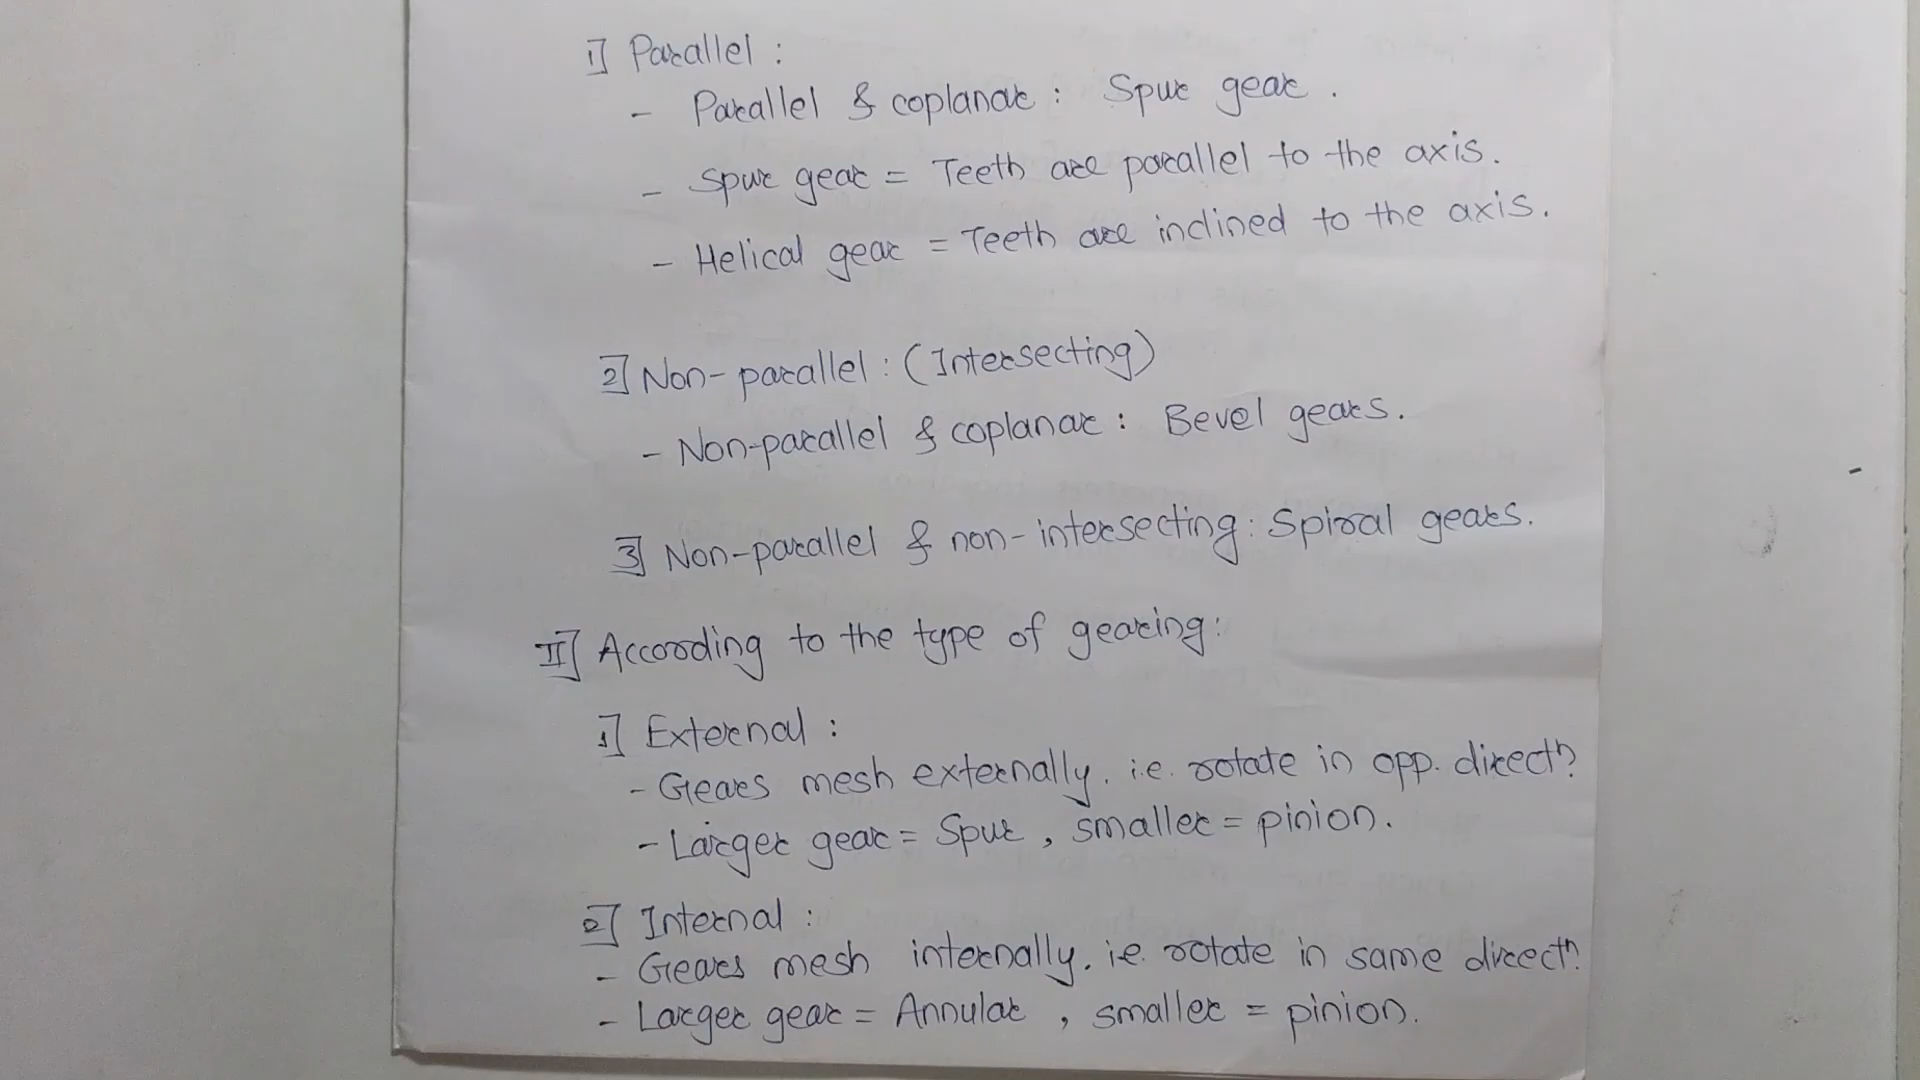 1] Parallel :
- Parallel & coplanar : Spur gear .
- Spur gear = Teeth are parallel to the axis.
- Helical gear = Teeth are inclined to the axis.
2] Non-parallel : (Intersecting)
- Non-parallel & coplanar : Bevel gears.
3] Non-parallel & non-intersecting : Spiral gears.
II] According to the type of gearing :
1] External :
- Gears mesh externally. i.e. rotate in opp. directn.
- Larger gear = Spur , smaller = pinion.
2] Internal :
- Gears mesh internally. i.e. rotate in same directn.
- Larger gear = Annular , smaller = pinion.